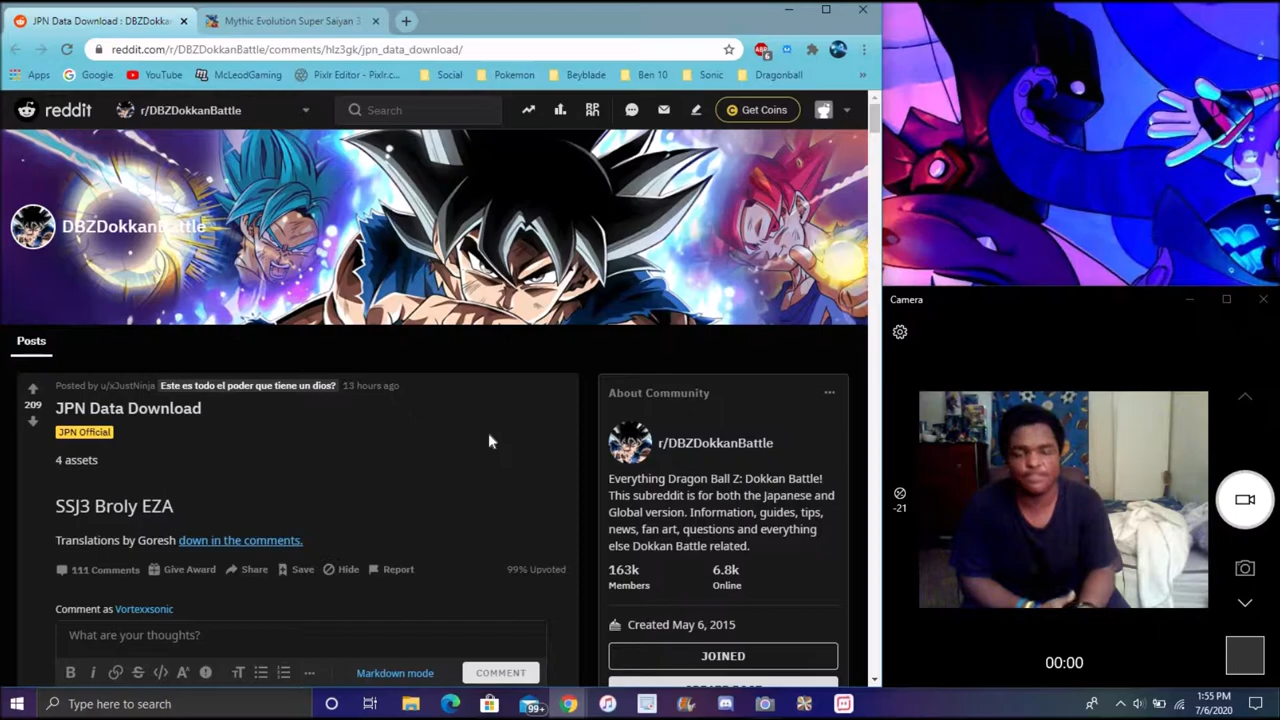 JPN Data Download : DBZDokka
Mythic Evolution Super Saiyan 3
reddit.com/r/DBZDokkanBattle/comments/hlz3gk/jpn_data_download/
6
Apps
Google
YouTube
McLeodGaming
Pixlr Editor - Pixlr.c...
Social
Pokemon
Beyblade
Ben 10
Sonic
Dragonball
reddit
r/DBZDokkanBattle
Search
Get Coins
DBZDokkanBattle
Posts
Posted by u/xJustNinja Este es todo el poder que tiene un dios? 13 hours ago
209
JPN Data Download
JPN Official
4 assets
SSJ3 Broly EZA
Translations by Goresh down in the comments.
111 Comments Give Award Share Save Hide Report 99% Upvoted
Comment as Vortexxsonic
What are your thoughts?
Markdown mode
COMMENT
About Community
r/DBZDokkanBattle
Everything Dragon Ball Z: Dokkan Battle!
This subreddit is for both the Japanese and
Global version. Information, guides, tips,
news, fan art, questions and everything
else Dokkan Battle related.
163k
6.8k
Members
Online
Created May 6, 2015
JOINED
Camera
-21
00:00
Type here to search
99+
1:55 PM
7/6/2020